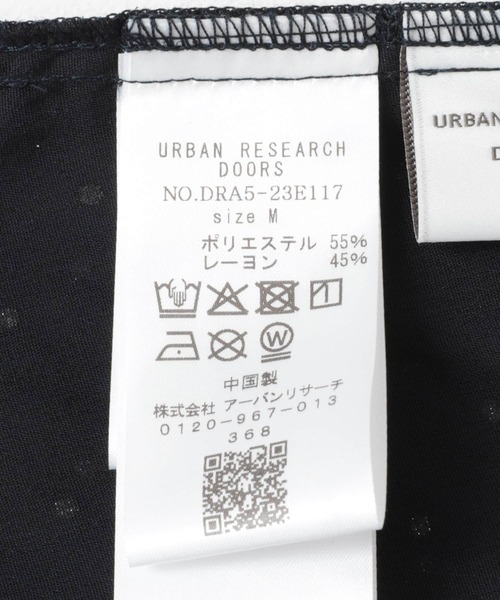 URBAN RESEARCH
DOORS
NO.DRA5-23E117
size M
ポリエステル 55%
レーヨン 45%
W
中国製
株式会社 アーバンリサーチ
0120-967-013
368
URBAN
D